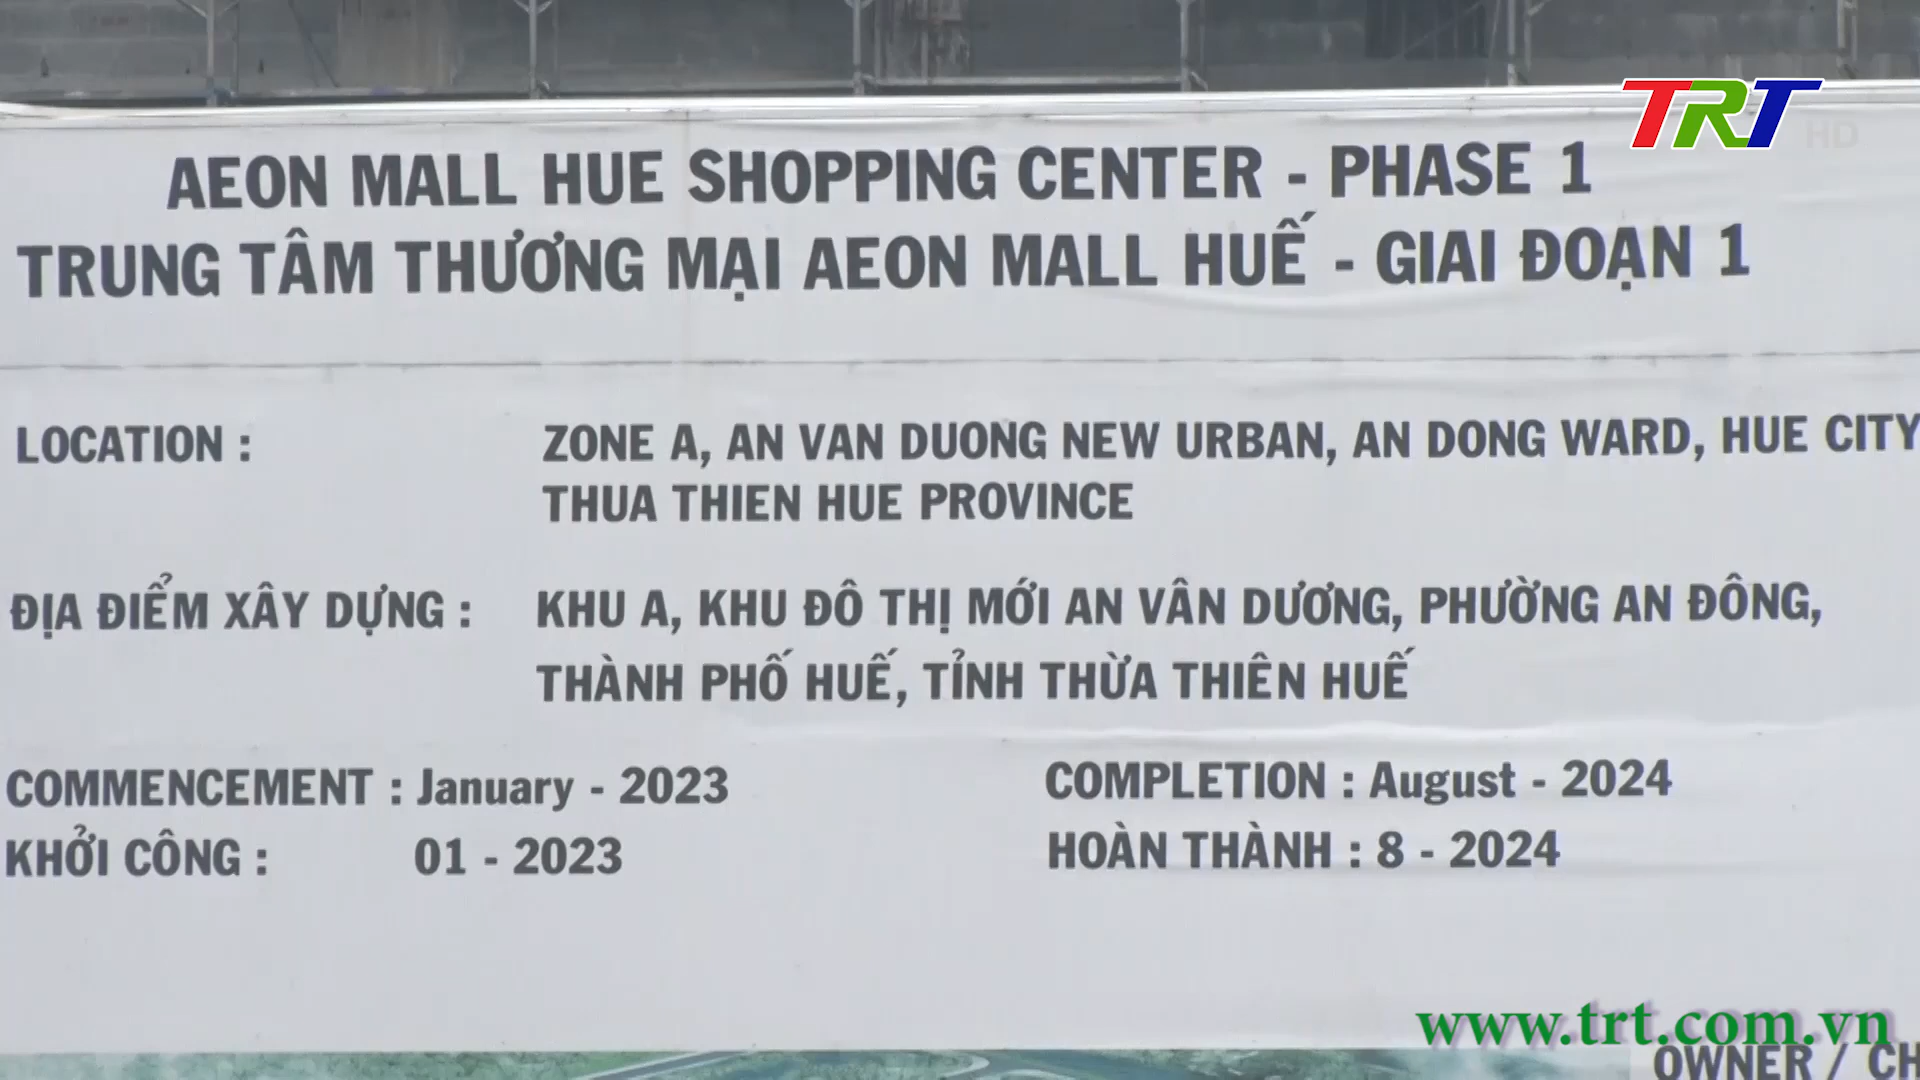 TRT HD
AEON MALL HUE SHOPPING CENTER - PHASE 1
TRUNG TÂM THƯƠNG MẠI AEON MALL HUẾ - GIAI ĐOẠN 1
LOCATION : ZONE A, AN VAN DUONG NEW URBAN, AN DONG WARD, HUE CITY
THUA THIEN HUE PROVINCE
ĐỊA ĐIỂM XÂY DỰNG : KHU A, KHU ĐÔ THỊ MỚI AN VÂN DƯƠNG, PHƯỜNG AN ĐÔNG,
THÀNH PHỐ HUẾ, TỈNH THỪA THIÊN HUẾ
COMMENCEMENT : January - 2023 COMPLETION : August - 2024
KHỞI CÔNG : 01 - 2023 HOÀN THÀNH : 8 - 2024
www.trt.com.vn
OWNER /